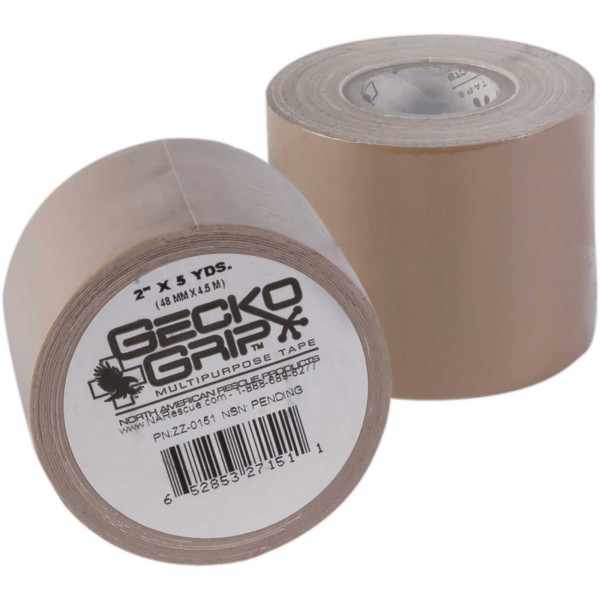 2" X 5 YDS.
(48 MM X 4.5 M)
GECKO
GRIP™
MULTIPURPOSE TAPE
NORTH AMERICAN RESCUE PRODUCTS
www.NARescue.com - 1-888-689-6277
PN:ZZ-0151 NSN: PENDING
6 52853 27151 1
TAPE